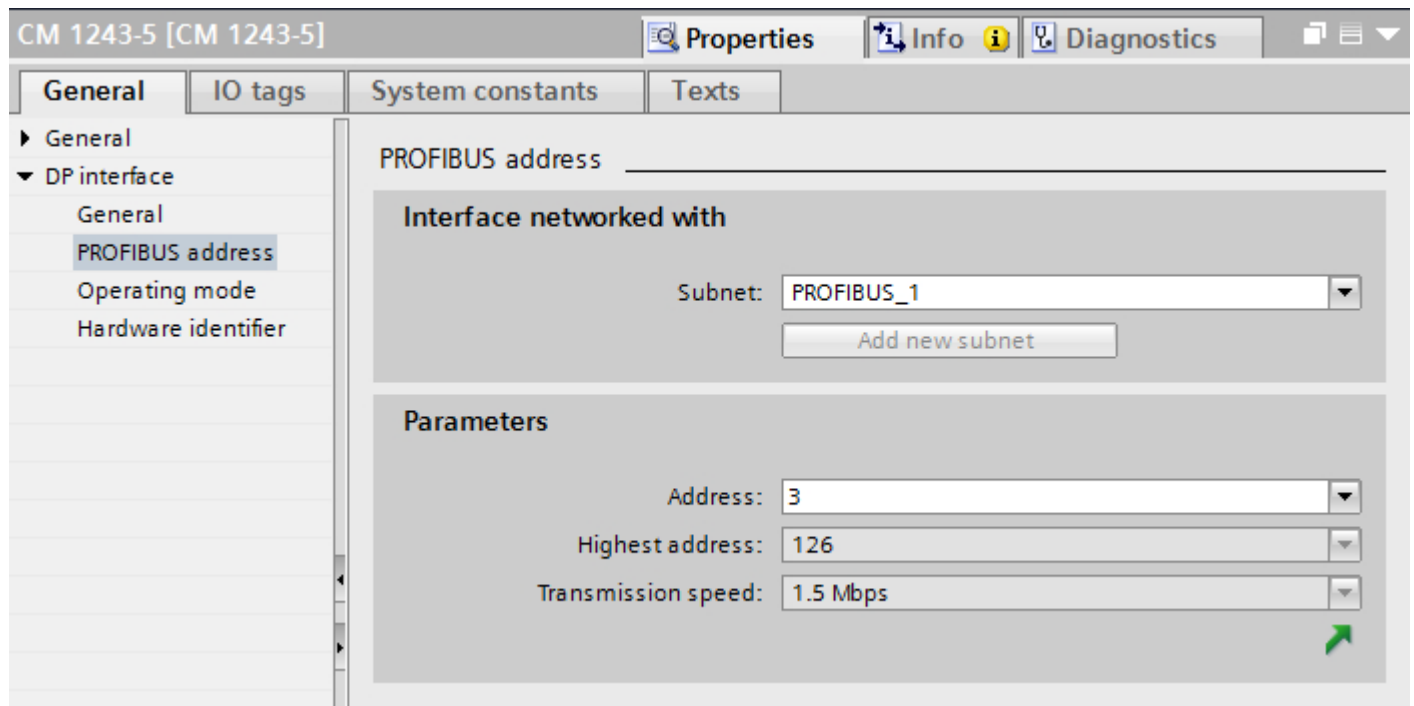 CM 1243-5 [CM 1243-5]
Properties
Info
Diagnostics
General
IO tags
System constants
Texts
General
DP interface
General
PROFIBUS address
Operating mode
Hardware identifier
PROFIBUS address
Interface networked with
Subnet: PROFIBUS_1
Add new subnet
Parameters
Address: 3
Highest address: 126
Transmission speed: 1.5 Mbps